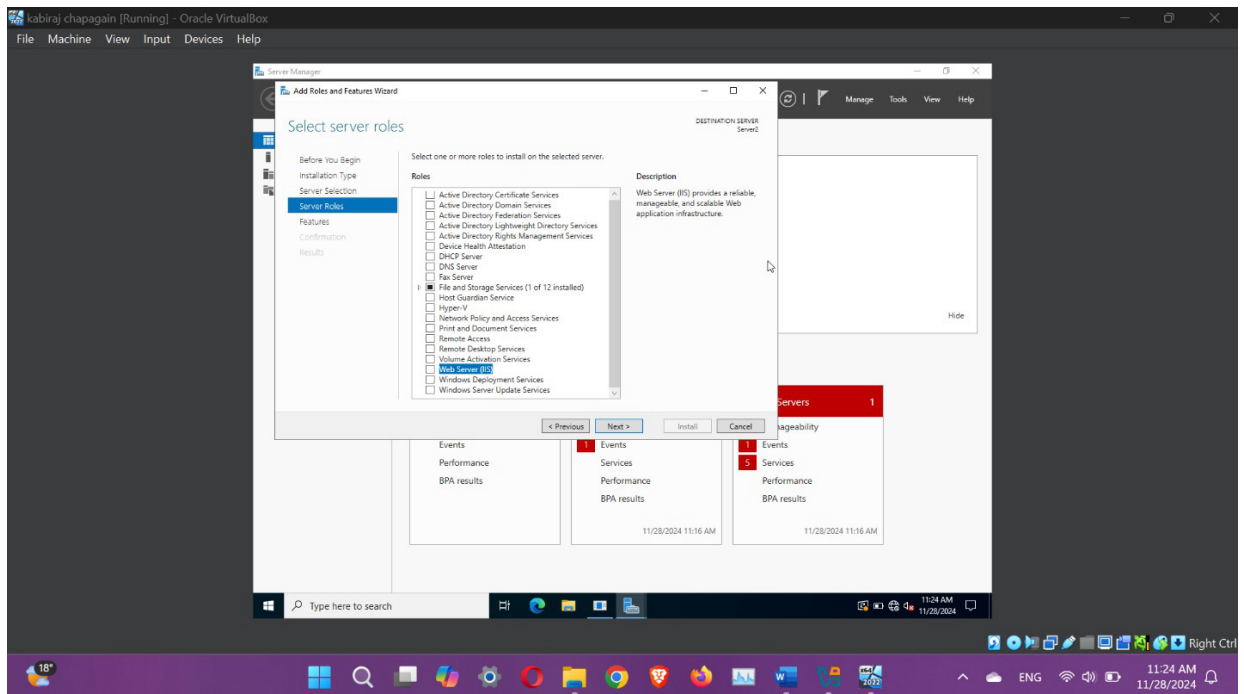 kabiraj chapagain [Running] - Oracle VirtualBox
File Machine View Input Devices Help
Server Manager
Manage Tools View Help
Add Roles and Features Wizard
Select server roles
DESTINATION SERVER
Server2
Before You Begin
Installation Type
Server Selection
Server Roles
Features
Confirmation
Results
Select one or more roles to install on the selected server.
Roles
Active Directory Certificate Services
Active Directory Domain Services
Active Directory Federation Services
Active Directory Lightweight Directory Services
Active Directory Rights Management Services
Device Health Attestation
DHCP Server
DNS Server
Fax Server
File and Storage Services (1 of 12 installed)
Host Guardian Service
Hyper-V
Network Policy and Access Services
Print and Document Services
Remote Access
Remote Desktop Services
Volume Activation Services
Web Server (IIS)
Windows Deployment Services
Windows Server Update Services
Description
Web Server (IIS) provides a reliable,
manageable, and scalable Web
application infrastructure.
< Previous Next > Install Cancel
Hide
Servers 1
nageability
Events
Performance
BPA results
1 Events
Services
Performance
BPA results
11/28/2024 11:16 AM
1 Events
5 Services
Performance
BPA results
11/28/2024 11:16 AM
Type here to search
11:24 AM
11/28/2024
Right Ctrl
18°
ENG
11:24 AM
11/28/2024